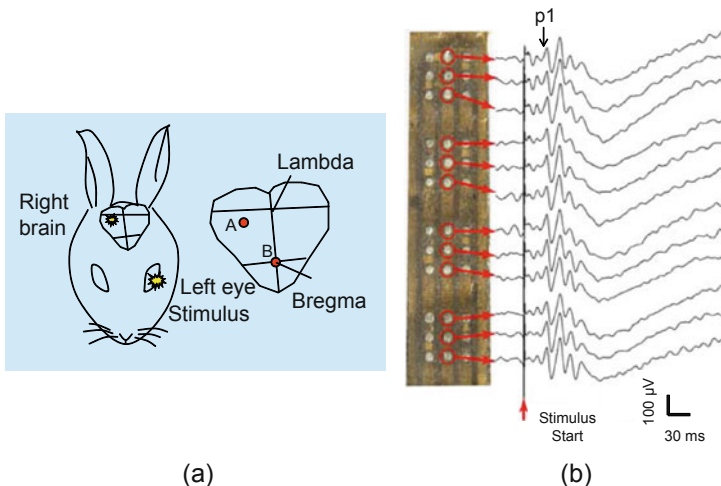 Right
brain
Lambda
A
B
Left eye
Stimulus
Bregma
(a)
p1
Stimulus
Start
100 µV
30 ms
(b)